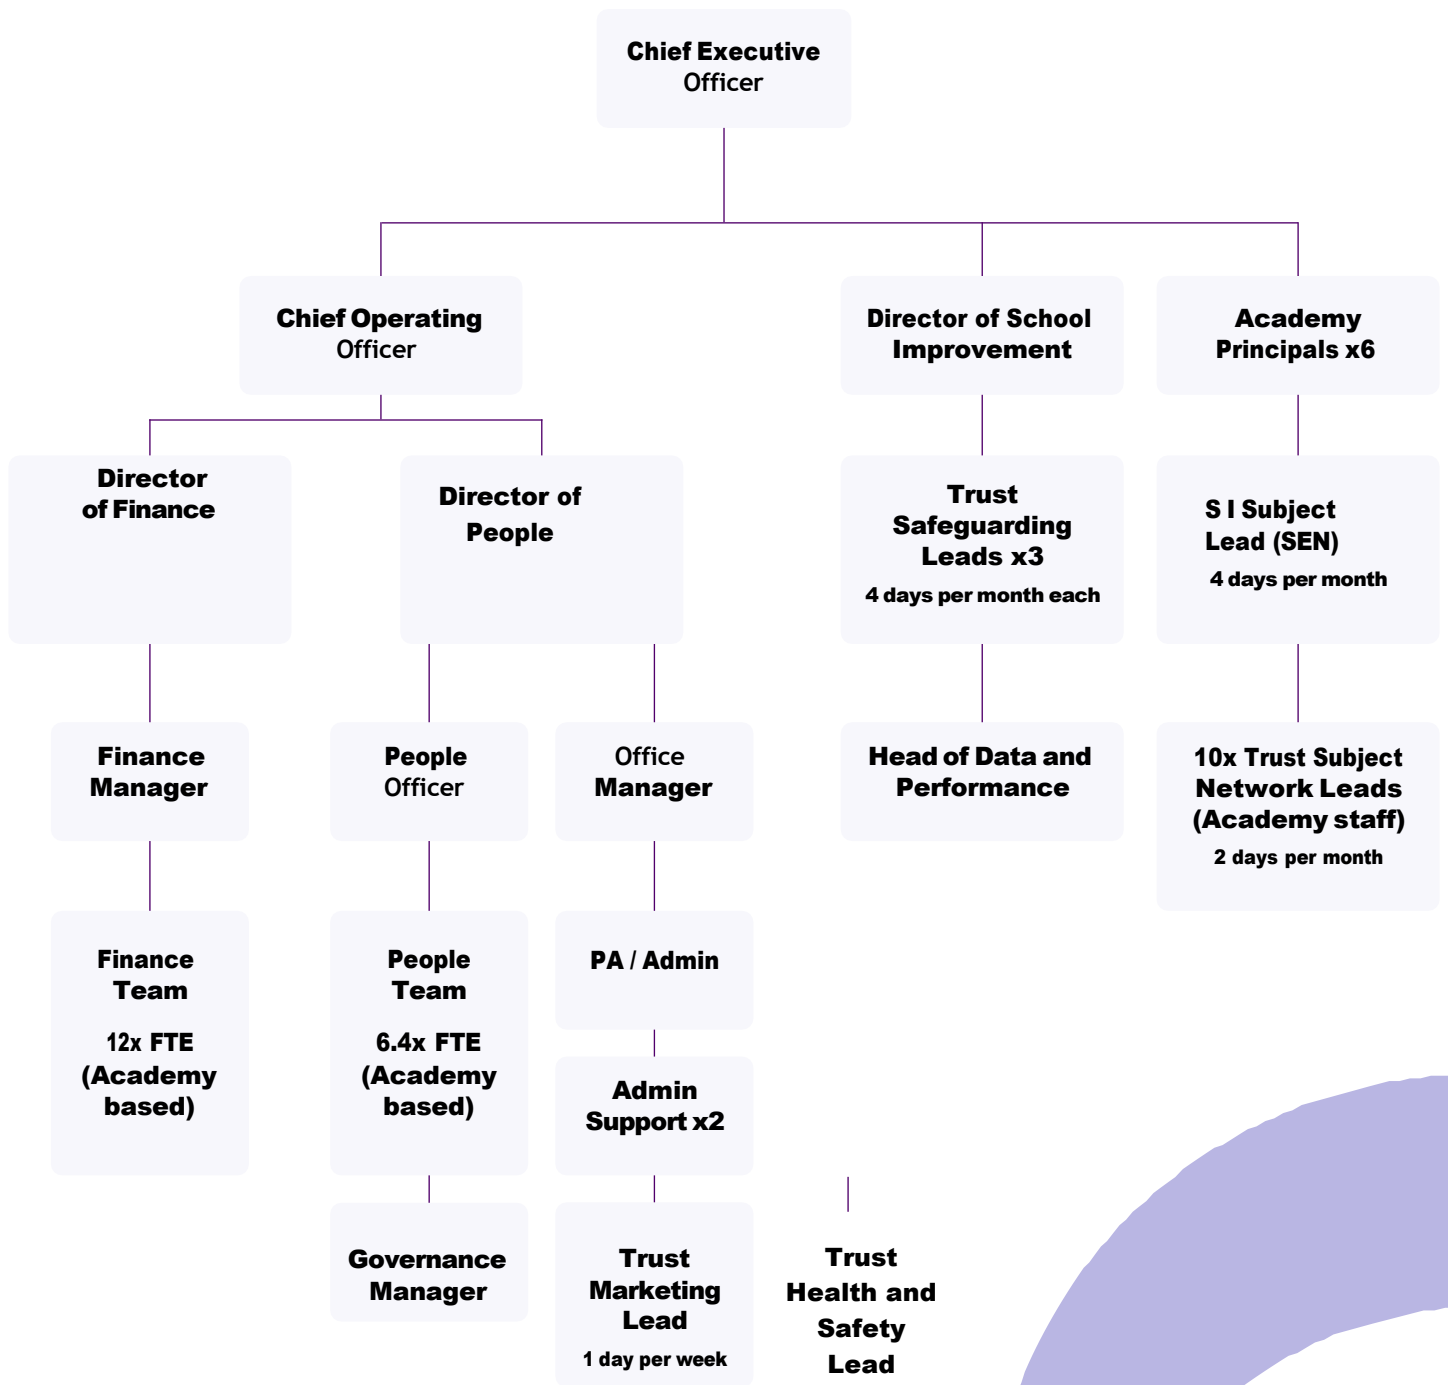 Chief Executive
Officer
Chief Operating
Officer
Director of School
Improvement
Academy
Principals x6
Director
of Finance
Director of
People
Trust
Safeguarding
Leads x3
4 days per month each
S I Subject
Lead (SEN)
4 days per month
Finance
Manager
People
Officer
Office
Manager
Head of Data and
Performance
10x Trust Subject
Network Leads
(Academy staff)
2 days per month
Finance
Team
12x FTE
(Academy
based)
People
Team
6.4x FTE
(Academy
based)
PA / Admin
Admin
Support x2
Governance
Manager
Trust
Marketing
Lead
1 day per week
Trust
Health and
Safety
Lead